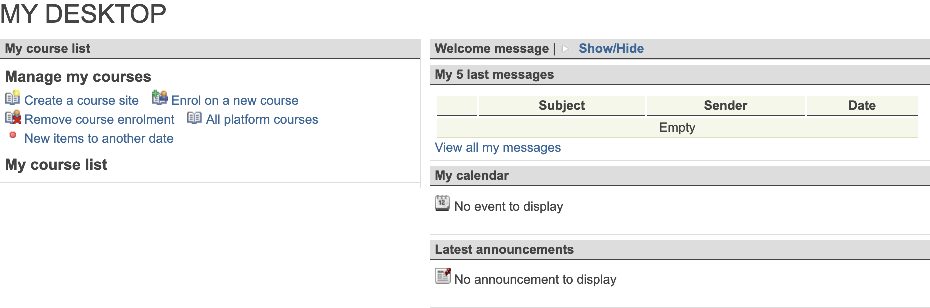 MY DESKTOP
My course list
Manage my courses
Create a course site Enrol on a new course
Remove course enrolment All platform courses
New items to another date
My course list
Welcome message | Show/Hide
My 5 last messages
Subject Sender Date
Empty
View all my messages
My calendar
12
No event to display
Latest announcements
No announcement to display